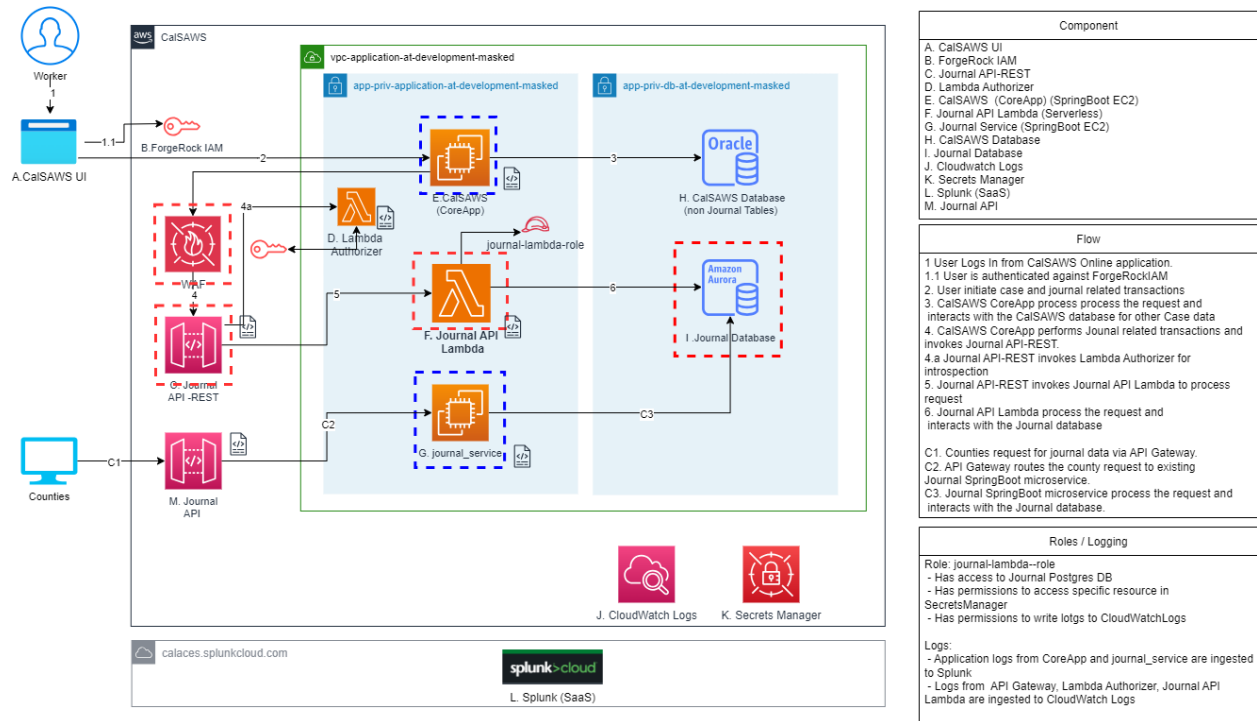 Worker
1
A.CalSAWS UI
1.1
B.ForgeRock IAM
aws
CalSAWS
vpc-application-at-development-masked
app-priv-application-at-development-masked
app-priv-db-at-development-masked
2
E.CalSAWS
(CoreApp)
3
Oracle
H. CalSAWS Database
(non Journal Tables)
4a
D. Lambda
Authorizer
journal-lambda-role
WAF
4
5
F. Journal API
Lambda
6
Amazon
Aurora
I .Journal Database
C. Journal
API -REST
C2
G. journal_service
C3
Counties
C1
M. Journal
API
J. CloudWatch Logs
K. Secrets Manager
calaces.splunkcloud.com
splunk>cloud
L. Splunk (SaaS)
Component
A. CalSAWS UI
B. ForgeRock IAM
C. Journal API-REST
D. Lambda Authorizer
E. CalSAWS (CoreApp) (SpringBoot EC2)
F. Journal API Lambda (Serverless)
G. Journal Service (SpringBoot EC2)
H. CalSAWS Database
I. Journal Database
J. Cloudwatch Logs
K. Secrets Manager
L. Splunk (SaaS)
M. Journal API
Flow
1 User Logs In from CalSAWS Online application.
1.1 User is authenticated against ForgeRockIAM
2. User initiate case and journal related transactions
3. CalSAWS CoreApp process process the request and
interacts with the CalSAWS database for other Case data
4. CalSAWS CoreApp performs Jounal related transactions and
invokes Journal API-REST.
4.a Journal API-REST invokes Lambda Authorizer for
introspection
5. Journal API-REST invokes Journal API Lambda to process
request
6. Journal API Lambda process the request and
interacts with the Journal database
C1. Counties request for journal data via API Gateway.
C2. API Gateway routes the county request to existing
Journal SpringBoot microservice.
C3. Journal SpringBoot microservice process the request and
interacts with the Journal database.
Roles / Logging
Role: journal-lambda--role
- Has access to Journal Postgres DB
- Has permissions to access specific resource in
SecretsManager
- Has permissions to write lotgs to CloudWatchLogs
Logs:
- Application logs from CoreApp and journal_service are ingested
to Splunk
- Logs from API Gateway, Lambda Authorizer, Journal API
Lambda are ingested to CloudWatch Logs